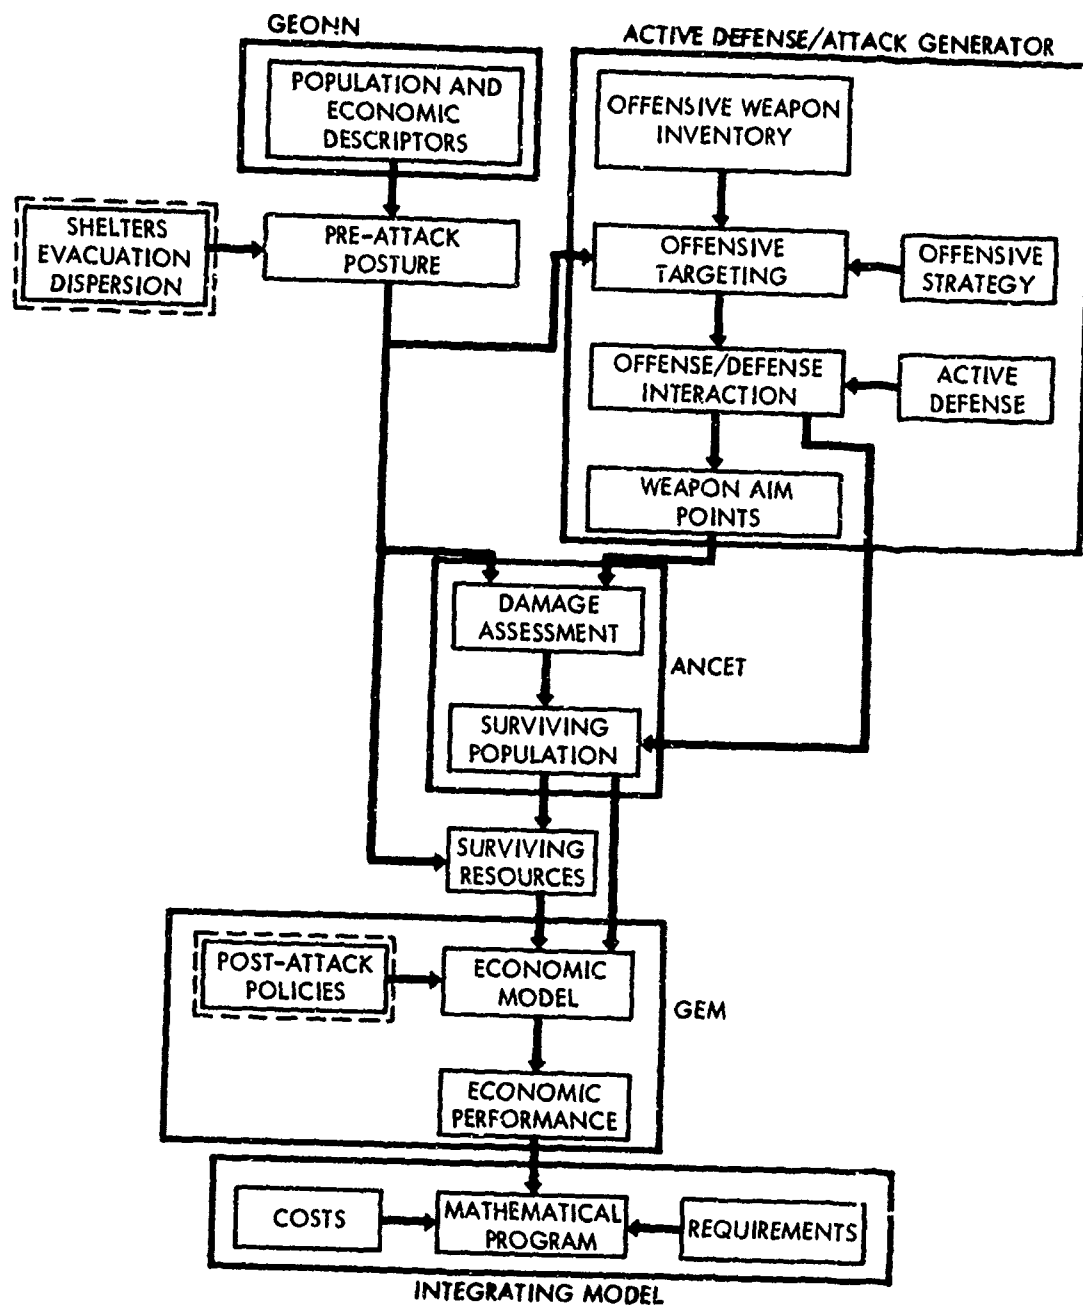 GEONN
POPULATION AND
ECONOMIC
DESCRIPTORS
SHELTERS
EVACUATION
DISPERSION
PRE-ATTACK
POSTURE
ACTIVE DEFENSE/ATTACK GENERATOR
OFFENSIVE WEAPON
INVENTORY
OFFENSIVE
TARGETING
OFFENSIVE
STRATEGY
OFFENSE/DEFENSE
INTERACTION
ACTIVE
DEFENSE
WEAPON AIM
POINTS
DAMAGE
ASSESSMENT
ANCET
SURVIVING
POPULATION
SURVIVING
RESOURCES
POST-ATTACK
POLICIES
ECONOMIC
MODEL
GEM
ECONOMIC
PERFORMANCE
COSTS
MATHEMATICAL
PROGRAM
REQUIREMENTS
INTEGRATING MODEL